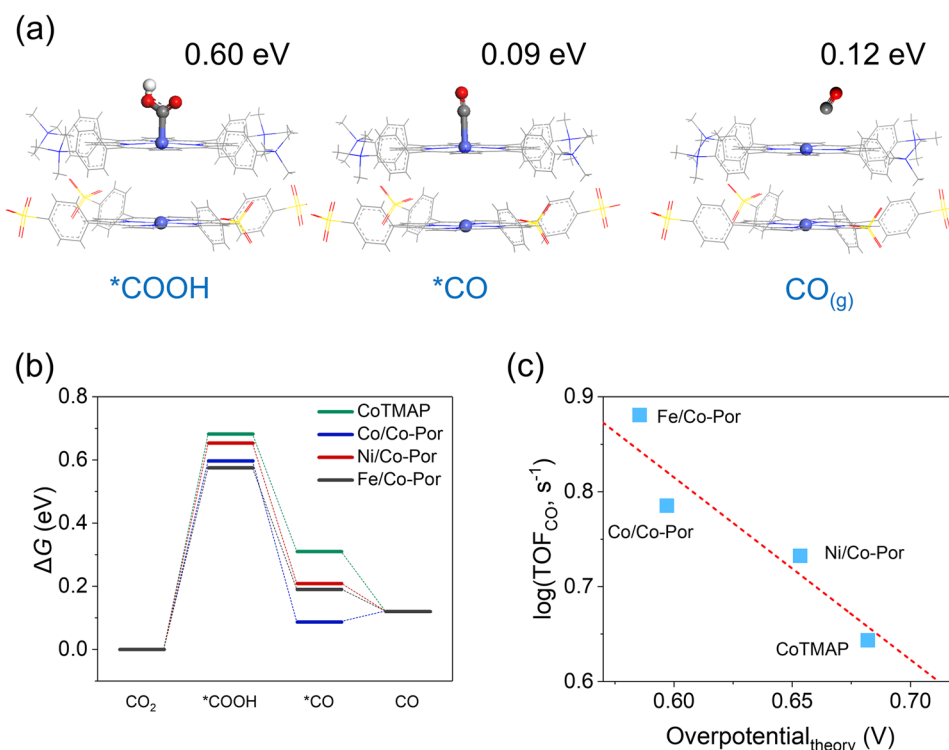 (a)
0.60 eV
0.09 eV
0.12 eV
*COOH
*CO
CO(g)
(b)
0.8
0.6
0.4
0.2
0.0
ΔG (eV)
CoTMAP
Co/Co-Por
Ni/Co-Por
Fe/Co-Por
CO2
*COOH
*CO
CO
(c)
0.9
0.8
0.7
0.6
log(TOFCO, s-1)
Fe/Co-Por
Co/Co-Por
Ni/Co-Por
CoTMAP
0.60
0.65
0.70
Overpotentialtheory (V)